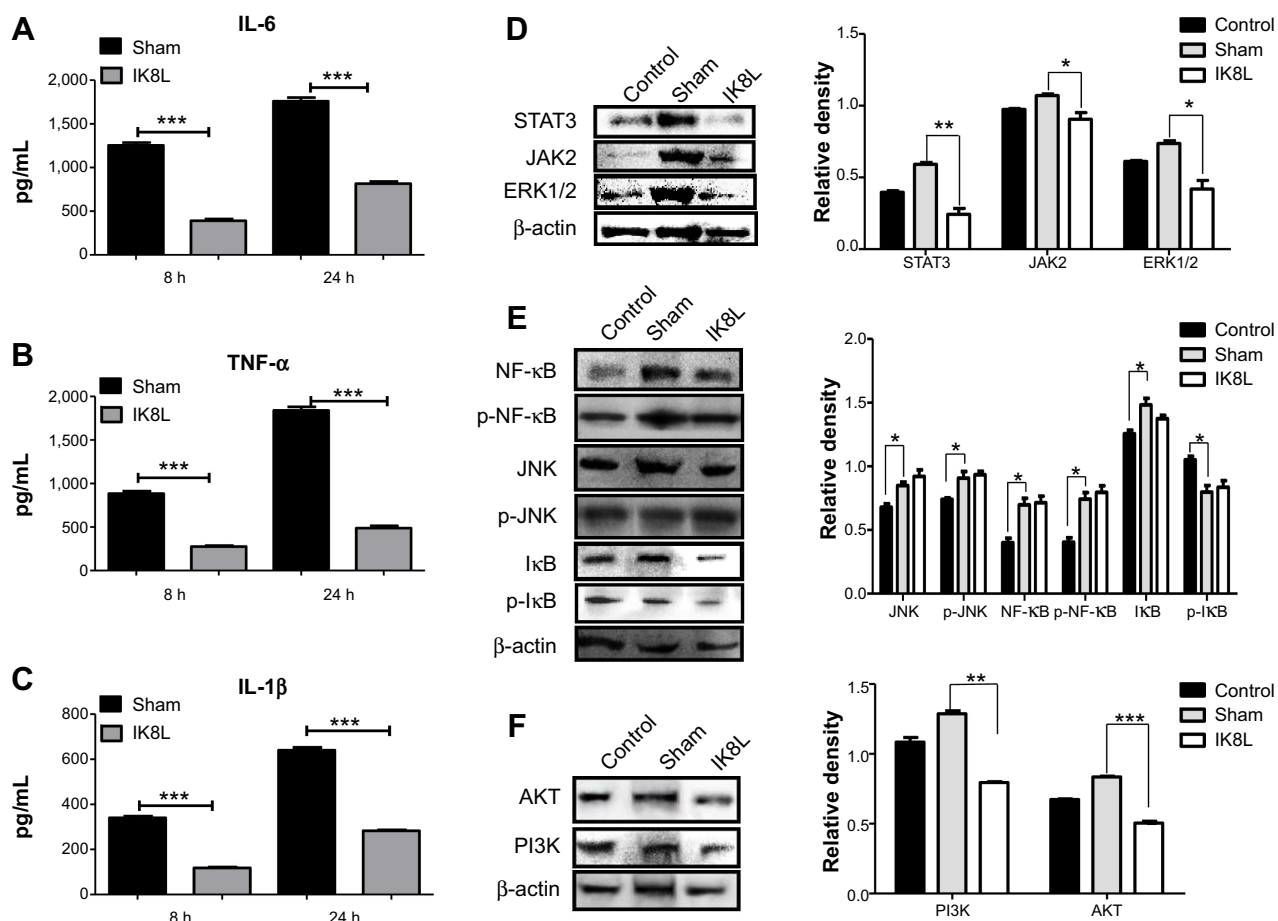 A
IL-6
Sham
IK8L
2,000
1,500
1,000
500
0
pg/mL
***
***
8 h
24 h
B
TNF-α
Sham
IK8L
2,000
1,500
1,000
500
0
pg/mL
***
***
8 h
24 h
C
IL-1β
Sham
IK8L
800
600
400
200
0
pg/mL
***
***
8 h
24 h
D
Control
Sham
IK8L
STAT3
JAK2
ERK1/2
β-actin
Relative density
1.5
1.0
0.5
0.0
**
*
*
STAT3
JAK2
ERK1/2
Control
Sham
IK8L
E
Control
Sham
IK8L
NF-κB
p-NF-κB
JNK
p-JNK
IκB
p-IκB
β-actin
Relative density
2.0
1.5
1.0
0.5
0.0
*
*
*
*
*
*
JNK
p-JNK
NF-κB
p-NF-κB
IκB
p-IκB
Control
Sham
IK8L
F
Control
Sham
IK8L
AKT
PI3K
β-actin
Relative density
1.5
1.0
0.5
0.0
**
***
PI3K
AKT
Control
Sham
IK8L